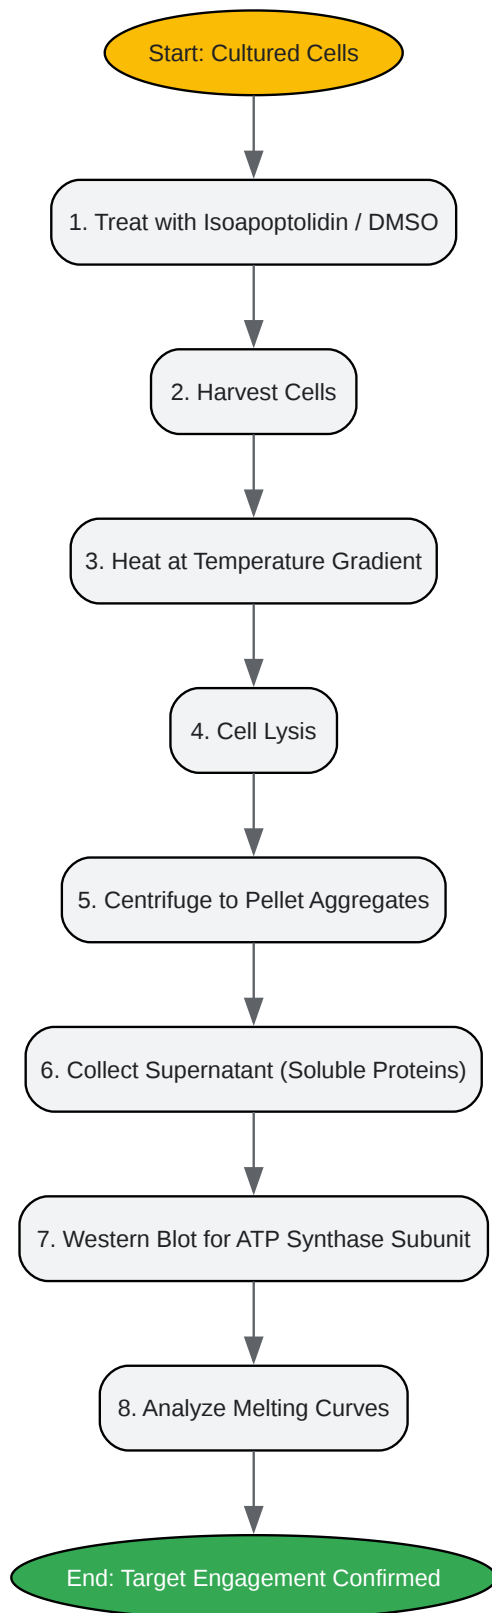 Start: Cultured Cells
1. Treat with Isoapoptolidin / DMSO
2. Harvest Cells
3. Heat at Temperature Gradient
4. Cell Lysis
5. Centrifuge to Pellet Aggregates
6. Collect Supernatant (Soluble Proteins)
7. Western Blot for ATP Synthase Subunit
8. Analyze Melting Curves
End: Target Engagement Confirmed